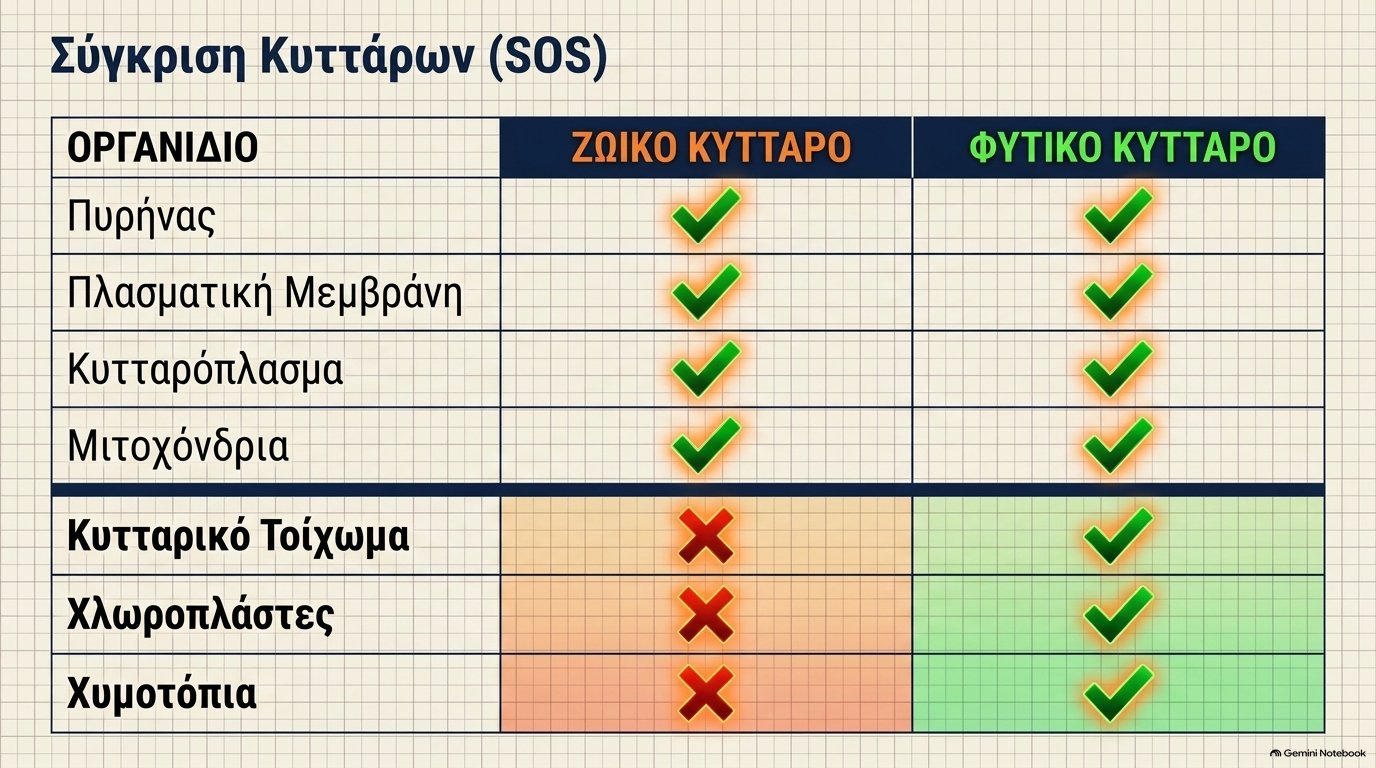 Σύγκριση Κυττάρων (SOS)
ΟΡΓΑΝΙΔΙΟ ΖΩΙΚΟ ΚΥΤΤΑΡΟ ΦΥΤΙΚΟ ΚΥΤΤΑΡΟ
Πυρήνας
Πλασματική Μεμβράνη
Κυτταρόπλασμα
Μιτοχόνδρια
Κυτταρικό Τοίχωμα
Χλωροπλάστες
Χυμοτόπια
Gemini Notebook